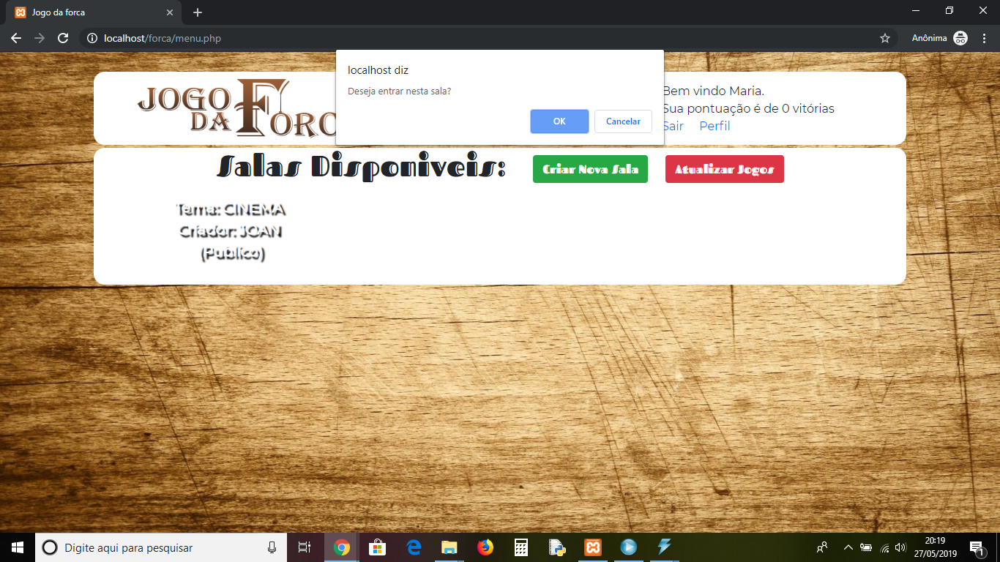 Jogo da forca
localhost/forca/menu.php
Anônima
localhost diz
Deseja entrar nesta sala?
OK
Cancelar
JOGO
DA FORC
Bem vindo Maria.
Sua pontuação é de 0 vitórias
Sair Perfil
Salas Disponiveis:
Criar Nova Sala
Atualizar Jogos
Tema: CINEMA
Criador: JOAN
(Publico)
Digite aqui para pesquisar
20:19
27/05/2019
1